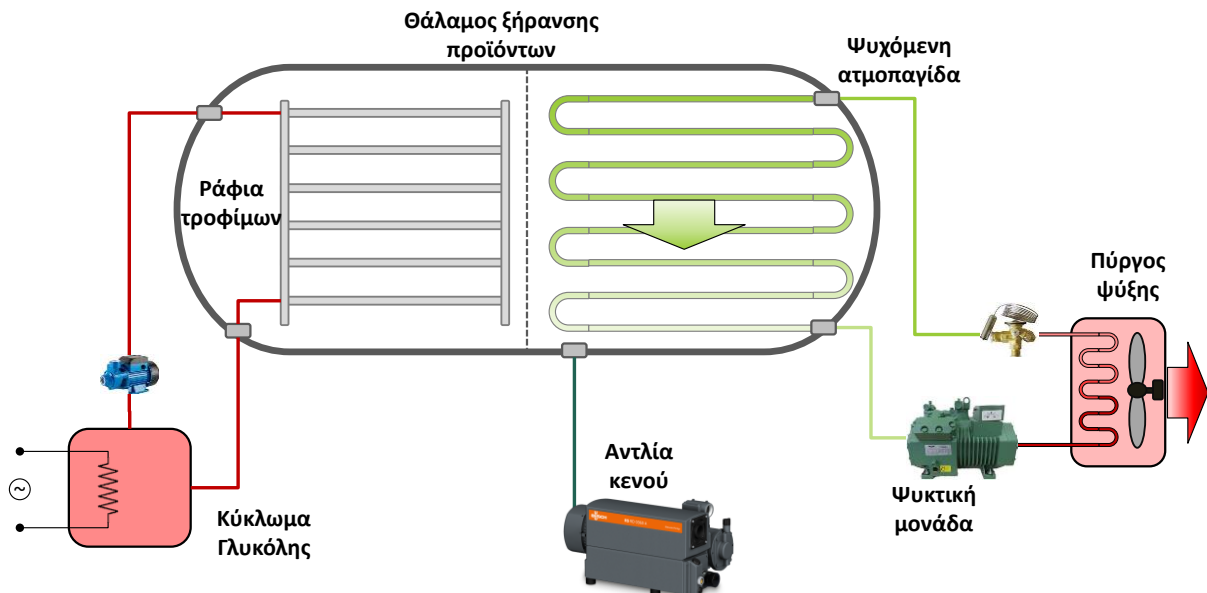 Θάλαμος ξήρανσης
προϊόντων
Ψυχόμενη
ατμοπαγίδα
Ράφια
τροφίμων
Πύργος
ψύξης
Αντλία
κενού
Ψυκτική
μονάδα
Κύκλωμα
Γλυκόλης
~